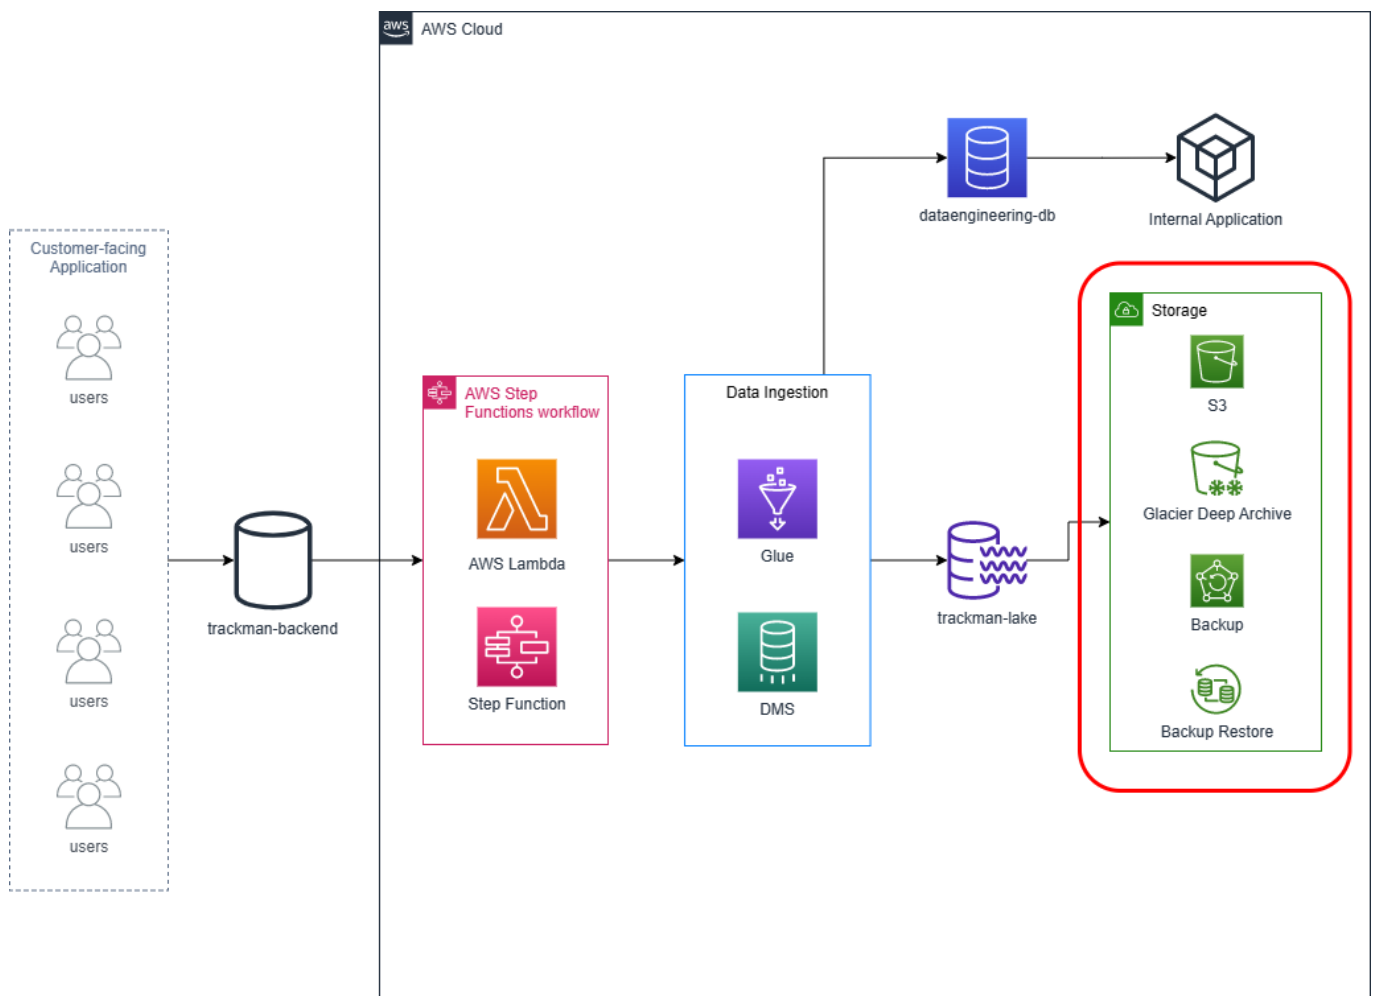 aws
AWS Cloud
dataengineering-db
Internal Application
Customer-facing
Application
users
users
users
users
trackman-backend
AWS Step
Functions workflow
AWS Lambda
Step Function
Data Ingestion
Glue
DMS
trackman-lake
Storage
S3
Glacier Deep Archive
Backup
Backup Restore